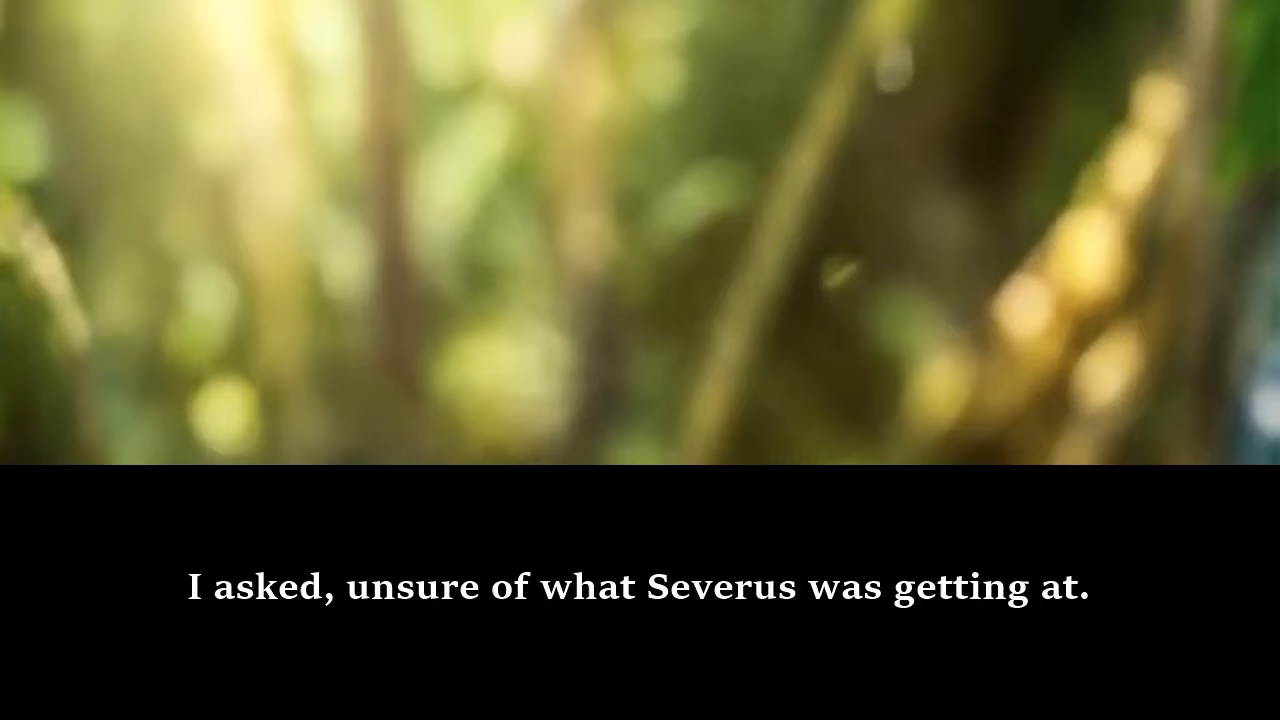 I asked, unsure of what Severus was getting at.